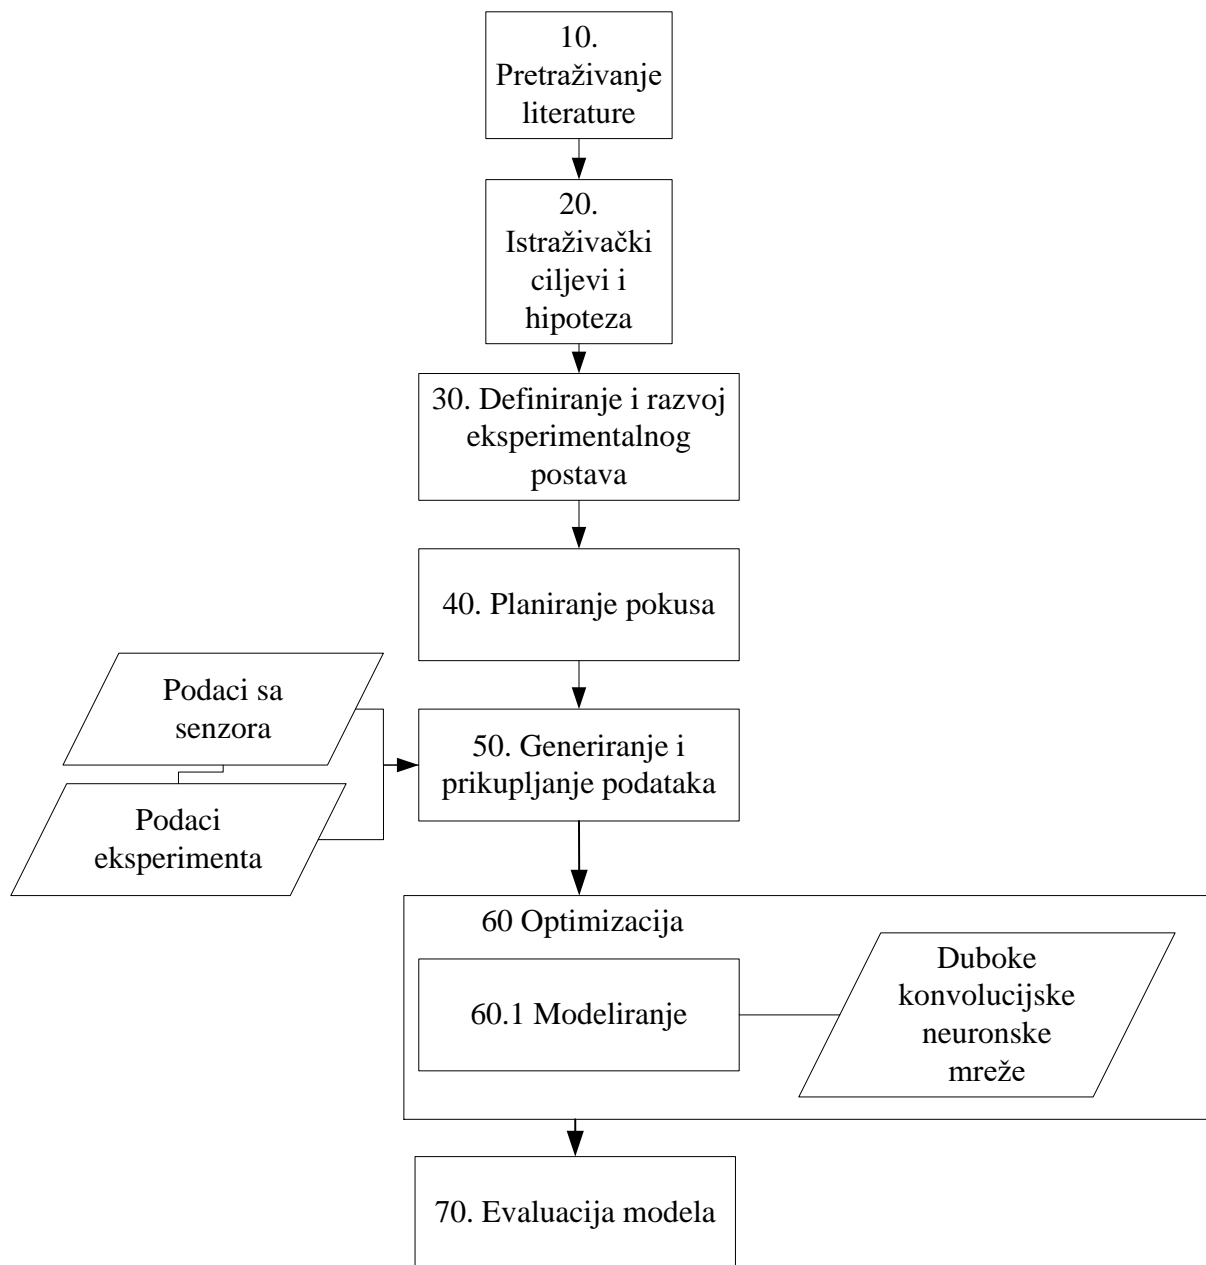 10.
Pretraživanje
literature
20.
Istraživački
ciljevi i
hipoteza
30. Definiranje i razvoj
eksperimentalnog
postava
40. Planiranje pokusa
Podaci sa
senzora
50. Generiranje i
prikupljanje podataka
Podaci
eksperimenta
60 Optimizacija
60.1 Modeliranje
Duboke
konvolucijske
neuronske
mreže
70. Evaluacija modela